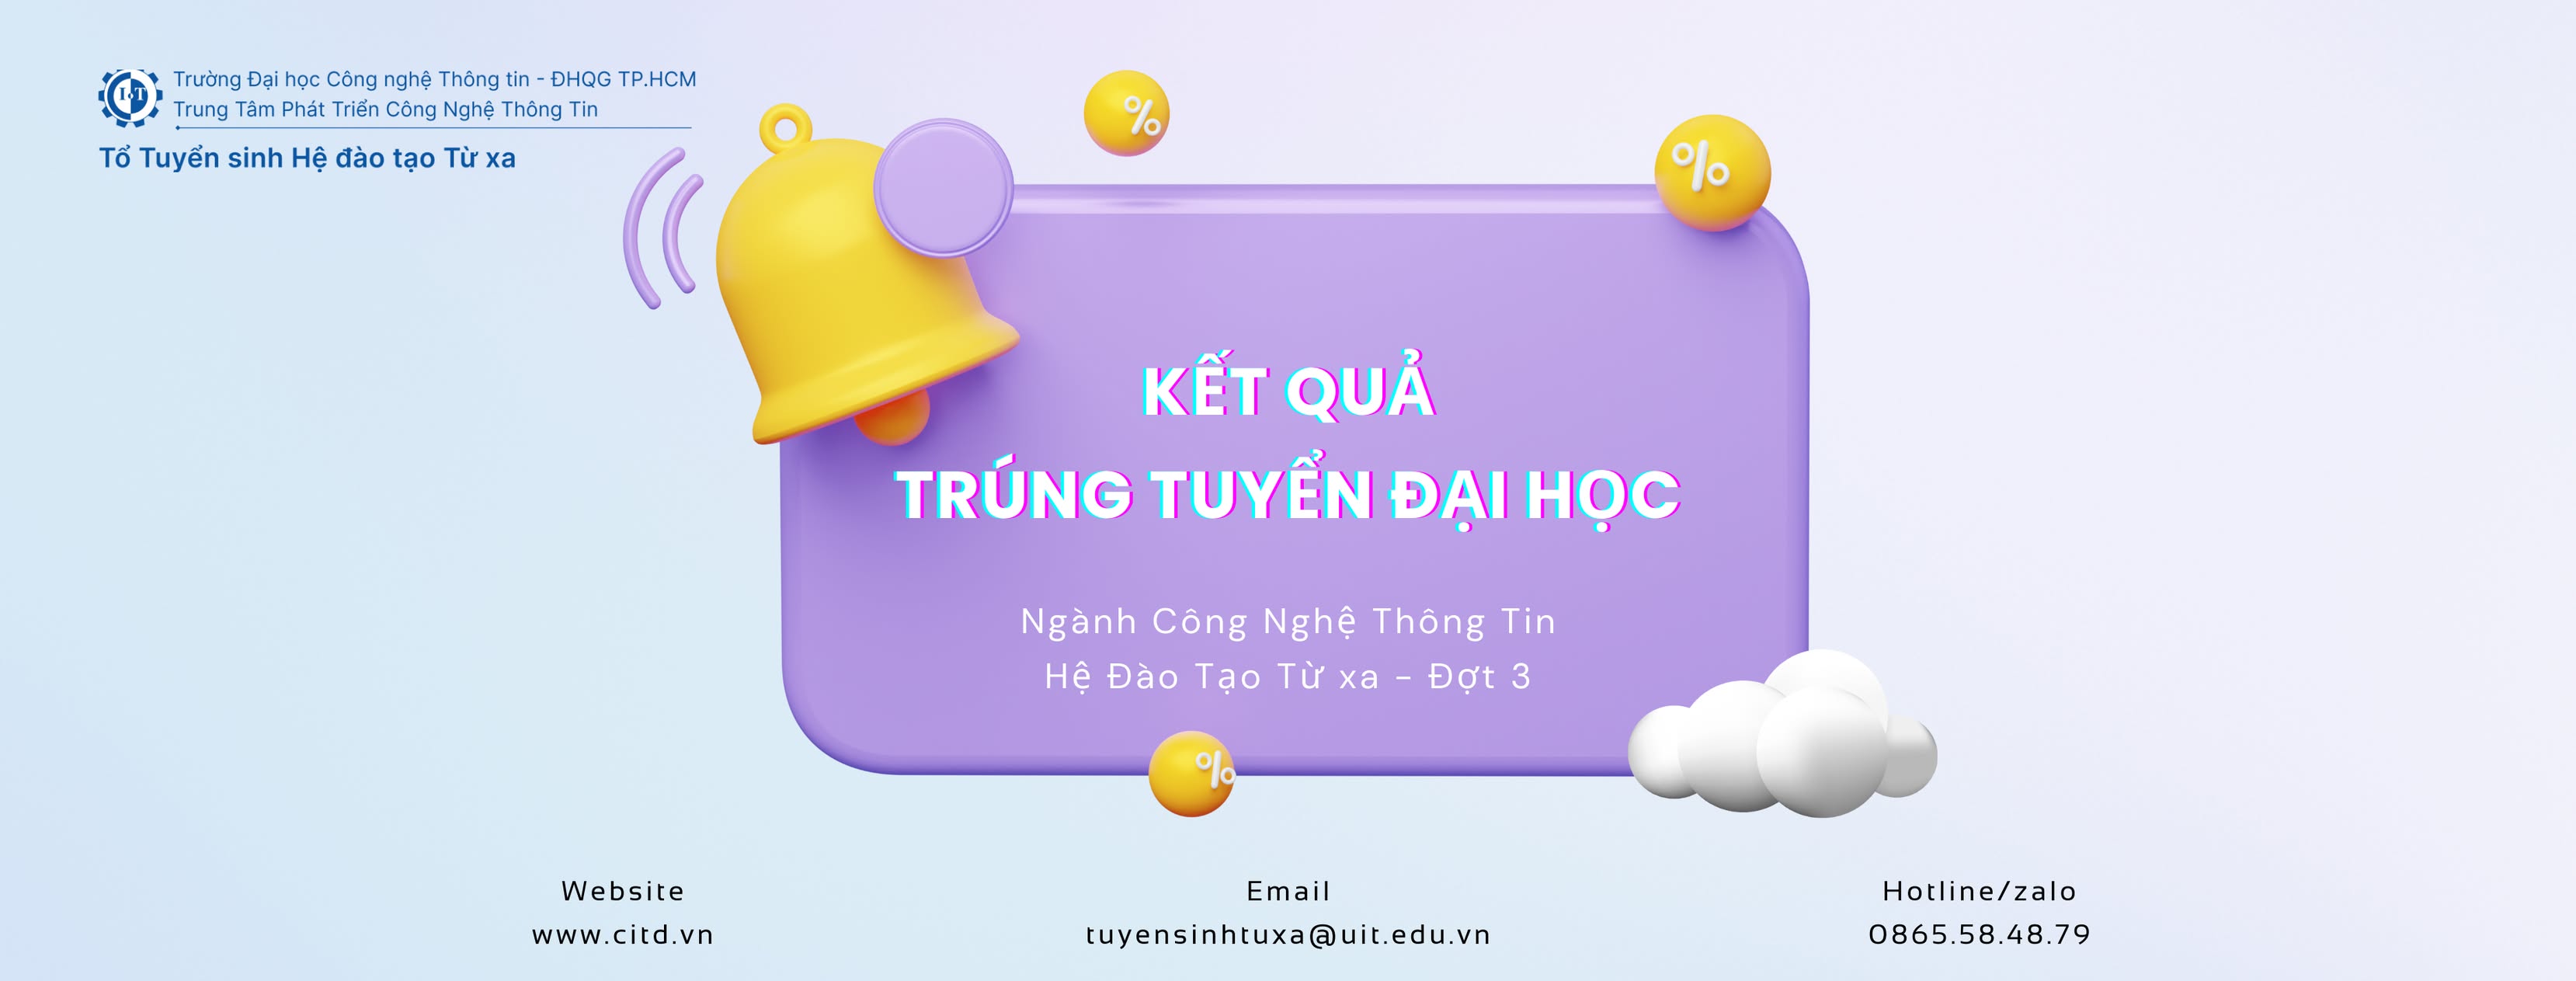 Trường Đại học Công nghệ Thông tin - ĐHQG TP.HCM
Trung Tâm Phát Triển Công Nghệ Thông Tin
Tổ Tuyển sinh Hệ đào tạo Từ xa
%
%
KẾT QUẢ
TRÚNG TUYỂN ĐẠI HỌC
Ngành Công Nghệ Thông Tin
Hệ Đào Tạo Từ xa - Đợt 3
%
Website
www.citd.vn
Email
tuyensinhtuxa@uit.edu.vn
Hotline/zalo
0865.58.48.79